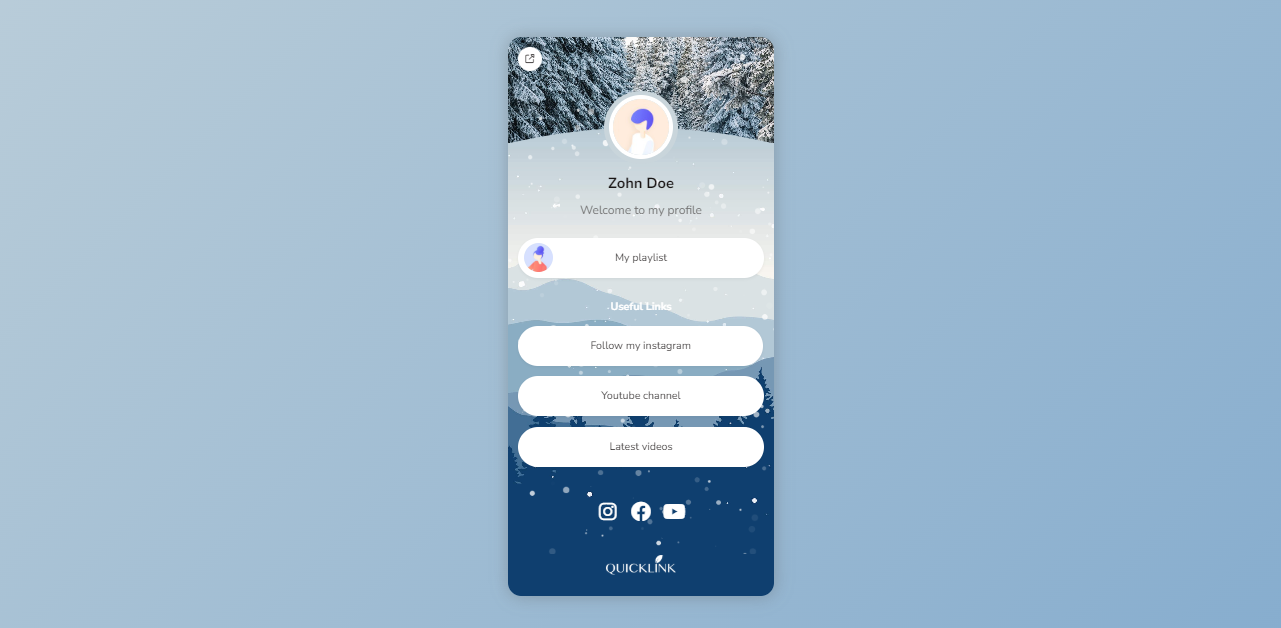 Zohn Doe
Welcome to my profile
My playlist
Useful Links
Follow my instagram
Youtube channel
Latest videos
QUICKLINK